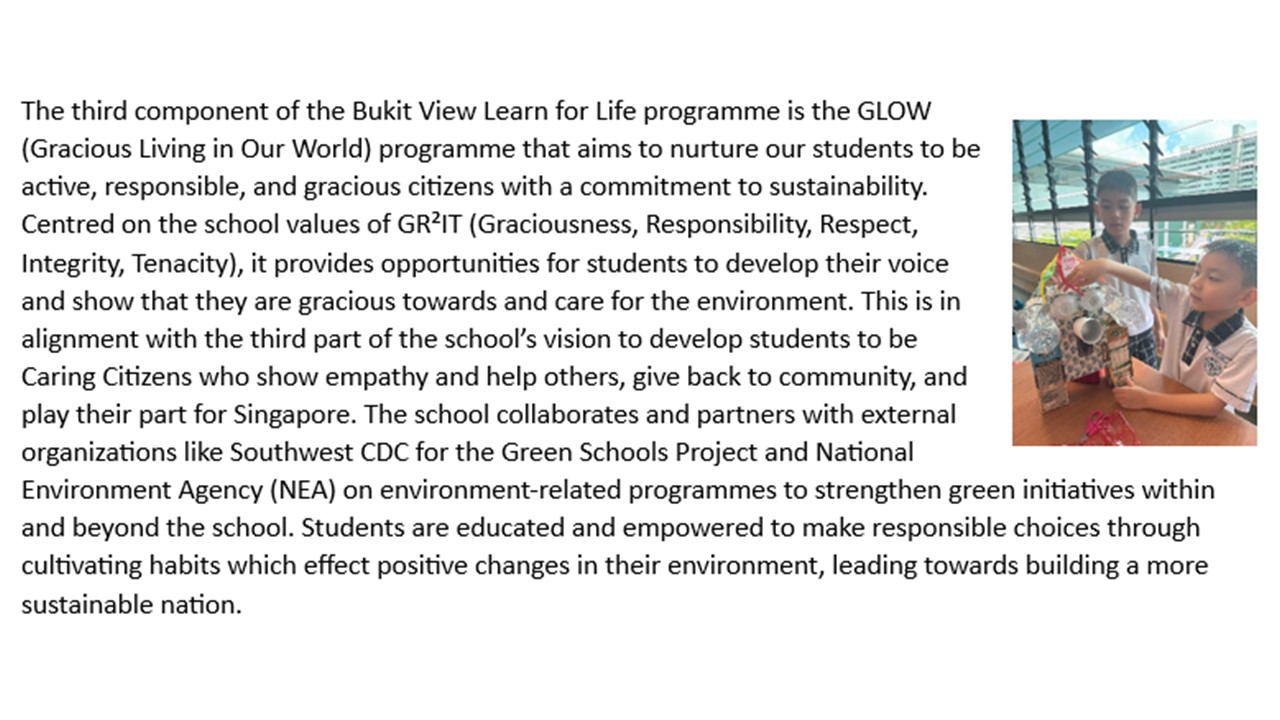 The third component of the Bukit View Learn for Life programme is the GLOW
(Gracious Living in Our World) programme that aims to nurture our students to be
active, responsible, and gracious citizens with a commitment to sustainability.
Centred on the school values of GR²IT (Graciousness, Responsibility, Respect,
Integrity, Tenacity), it provides opportunities for students to develop their voice
and show that they are gracious towards and care for the environment. This is in
alignment with the third part of the school’s vision to develop students to be
Caring Citizens who show empathy and help others, give back to community, and
play their part for Singapore. The school collaborates and partners with external
organizations like Southwest CDC for the Green Schools Project and National
Environment Agency (NEA) on environment-related programmes to strengthen green initiatives within
and beyond the school. Students are educated and empowered to make responsible choices through
cultivating habits which effect positive changes in their environment, leading towards building a more
sustainable nation.